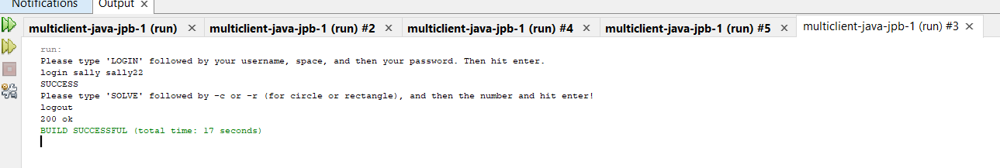 Notifications Output ×
multiclient-java-jpb-1 (run) × multiclient-java-jpb-1 (run) #2 × multiclient-java-jpb-1 (run) #4 × multiclient-java-jpb-1 (run) #5 × multiclient-java-jpb-1 (run) #3 ×
run:
Please type 'LOGIN' followed by your username, space, and then your password. Then hit enter.
login sally sally22
SUCCESS
Please type 'SOLVE' followed by -c or -r (for circle or rectangle), and then the number and hit enter!
logout
200 ok
BUILD SUCCESSFUL (total time: 17 seconds)